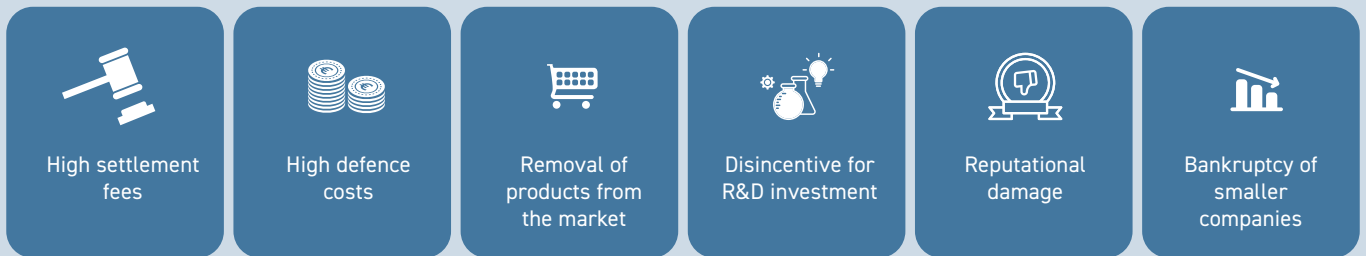 High settlement
fees
High defence
costs
Removal of
products from
the market
Disincentive for
R&D investment
Reputational
damage
Bankruptcy of
smaller
companies